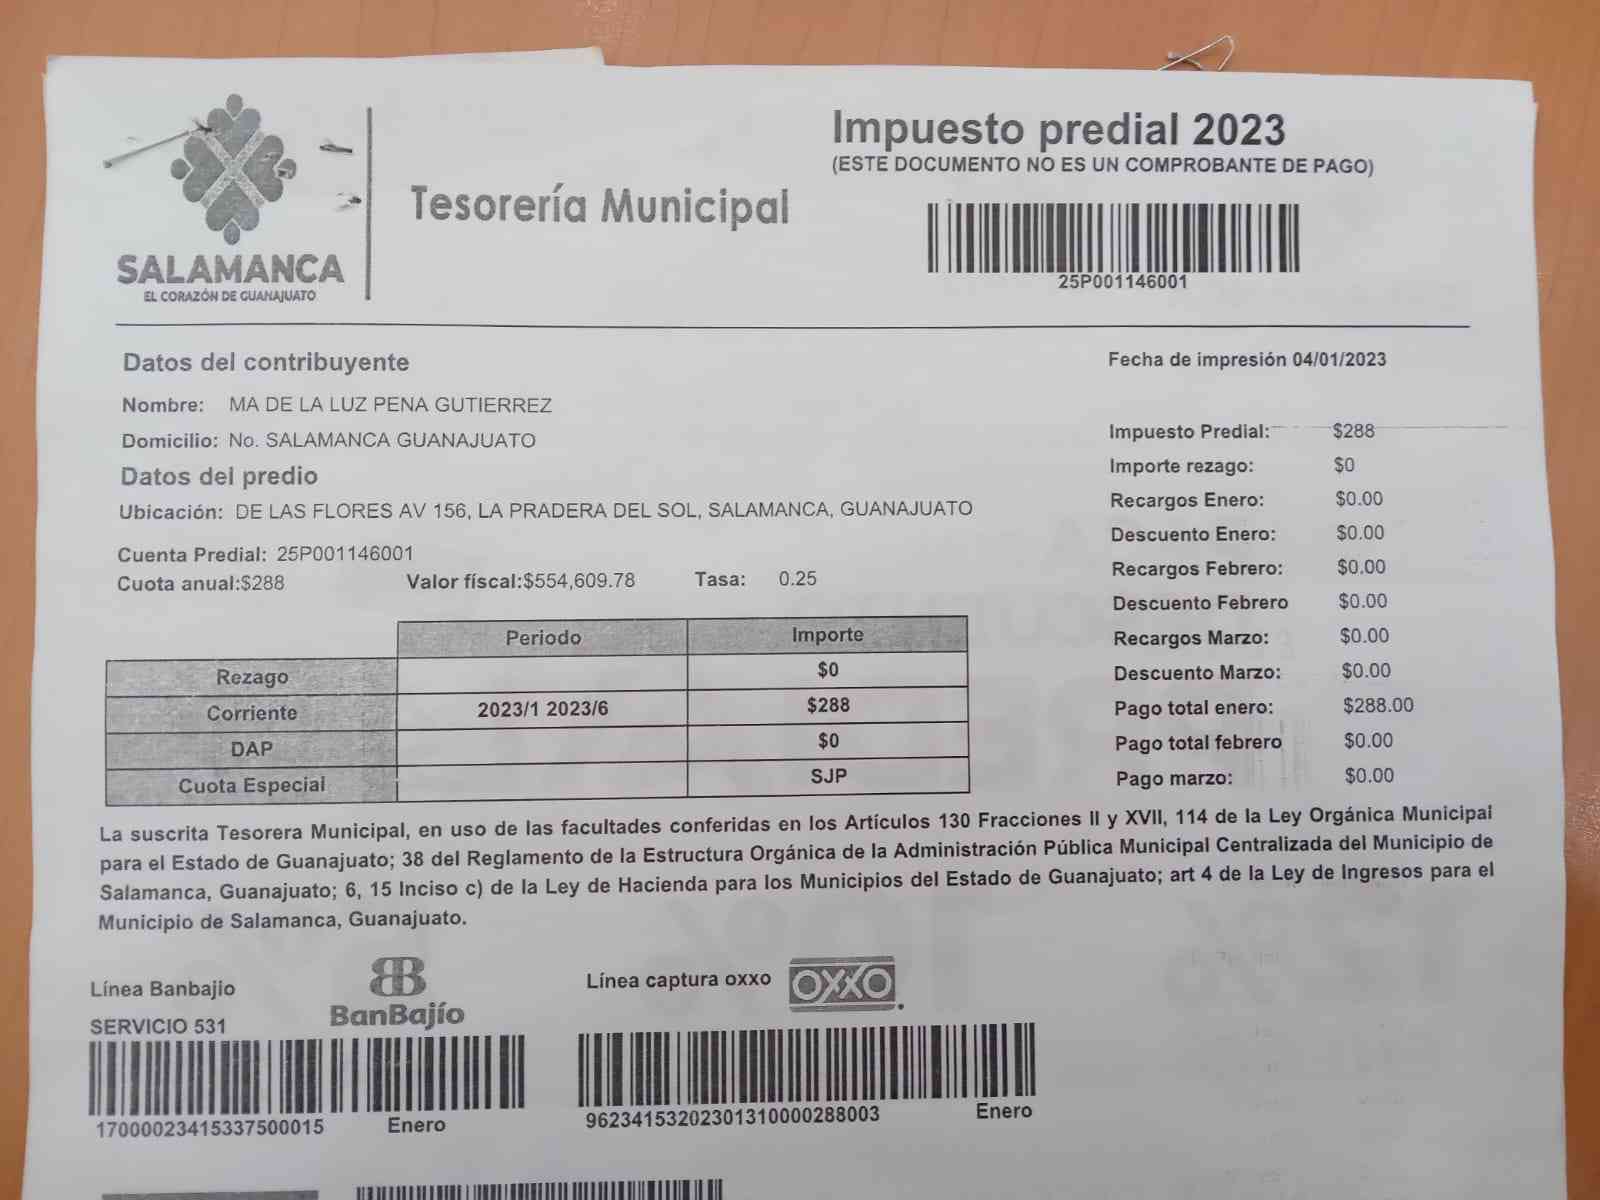 SALAMANCA
EL CORAZÓN DE GUANAJUATO
Tesorería Municipal
Impuesto predial 2023
(ESTE DOCUMENTO NO ES UN COMPROBANTE DE PAGO)
25P001146001
Datos del contribuyente
Fecha de impresión 04/01/2023
Nombre: MA DE LA LUZ PENA GUTIERREZ
Domicilio: No. SALAMANCA GUANAJUATO
Datos del predio
Ubicación: DE LAS FLORES AV 156, LA PRADERA DEL SOL, SALAMANCA, GUANAJUATO
Cuenta Predial: 25P001146001
Cuota anual:$288 Valor físcal:$554,609.78 Tasa: 0.25
Periodo Importe
Rezago $0
Corriente 2023/1 2023/6 $288
DAP $0
Cuota Especial SJP
Impuesto Predial: $288
Importe rezago: $0
Recargos Enero: $0.00
Descuento Enero: $0.00
Recargos Febrero: $0.00
Descuento Febrero $0.00
Recargos Marzo: $0.00
Descuento Marzo: $0.00
Pago total enero: $288.00
Pago total febrero $0.00
Pago marzo: $0.00
La suscrita Tesorera Municipal, en uso de las facultades conferidas en los Artículos 130 Fracciones II y XVII, 114 de la Ley Orgánica Municipal
para el Estado de Guanajuato; 38 del Reglamento de la Estructura Orgánica de la Administración Pública Municipal Centralizada del Municipio de
Salamanca, Guanajuato; 6, 15 Inciso c) de la Ley de Hacienda para los Municipios del Estado de Guanajuato; art 4 de la Ley de Ingresos para el
Municipio de Salamanca, Guanajuato.
Línea Banbajio
BanBajío
SERVICIO 531
17000023415337500015 Enero
Línea captura oxxo OXXO
96234153202301310000288003 Enero